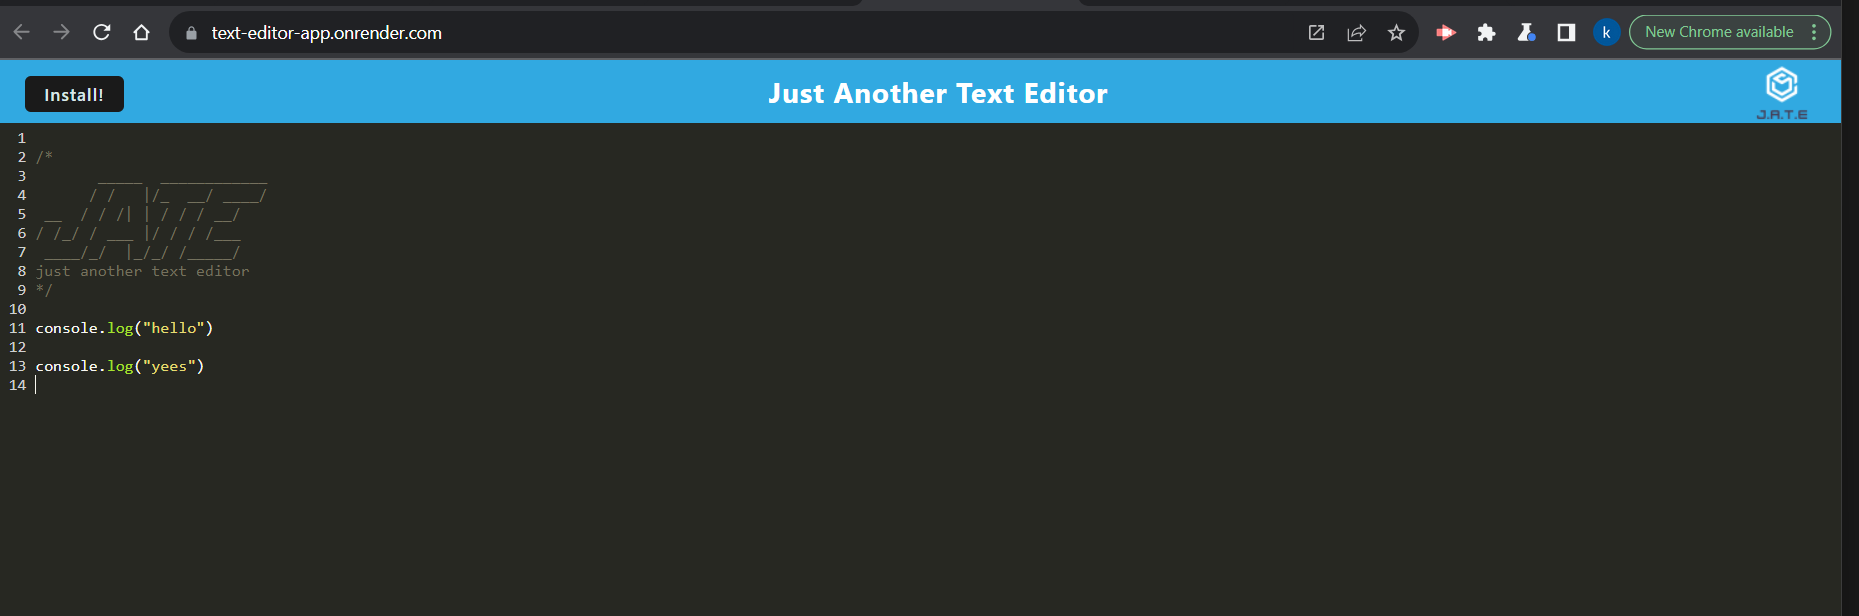 text-editor-app.onrender.com
New Chrome available
k
Install!
Just Another Text Editor
J.A.T.E
1
2 /*
3        _____  ____________
4       / /   |/_  __/ ____/
5  __  / / /| | / / / __/
6 / /_/ / ___ |/ / / /___
7  ____/_/  |_/_/ /_____/
8 just another text editor
9 */
10
11 console.log("hello")
12
13 console.log("yees")
14